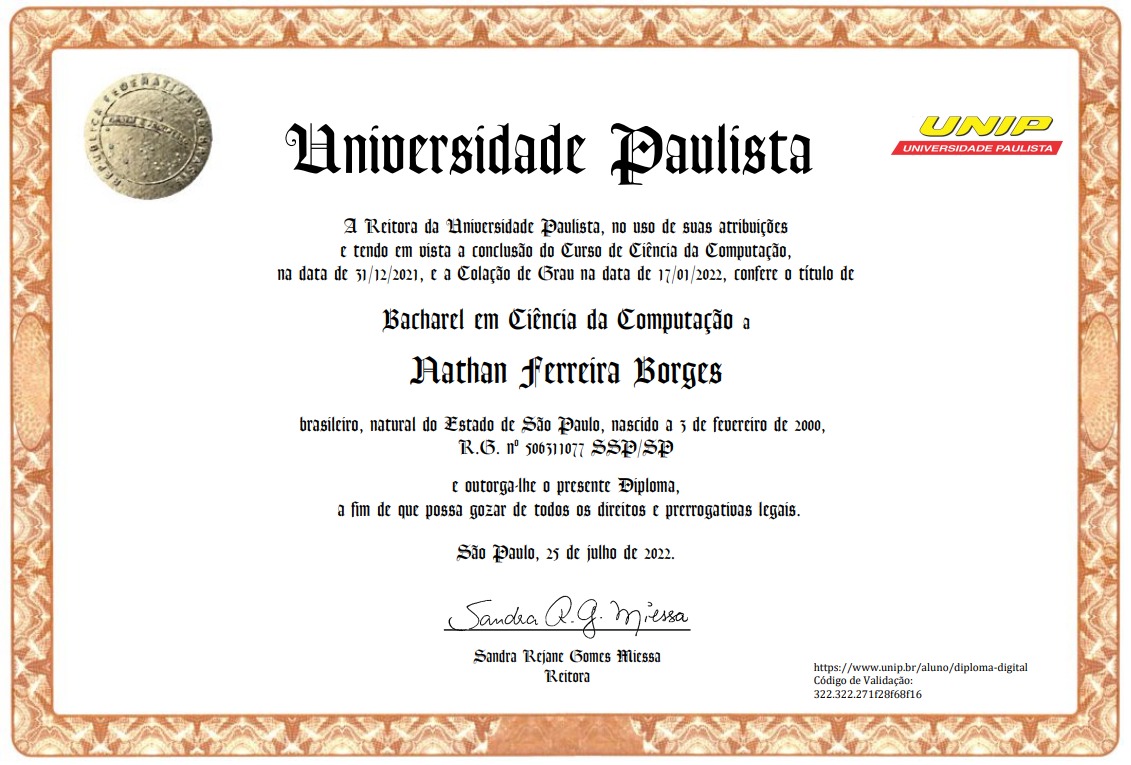 REPÚBLICA FEDERATIVA DO BRASIL
Universidade Paulista
UNIP
UNIVERSIDADE PAULISTA
A Reitora da Universidade Paulista, no uso de suas atribuições
e tendo em vista a conclusão do Curso de Ciência da Computação,
na data de 31/12/2021, e a Colação de Grau na data de 17/01/2022, confere o título de
Bacharel em Ciência da Computação a
Nathan Ferreira Borges
brasileiro, natural do Estado de São Paulo, nascido a 3 de fevereiro de 2000,
R.G. nº 506311077 SSP/SP
e outorga-lhe o presente Diploma,
a fim de que possa gozar de todos os direitos e prerrogativas legais.
São Paulo, 25 de julho de 2022.
Sandra R. G. Miessa
Sandra Rejane Gomes Miessa
Reitora
https://www.unip.br/aluno/diploma-digital
Código de Validação:
322.322.271f28f68f16